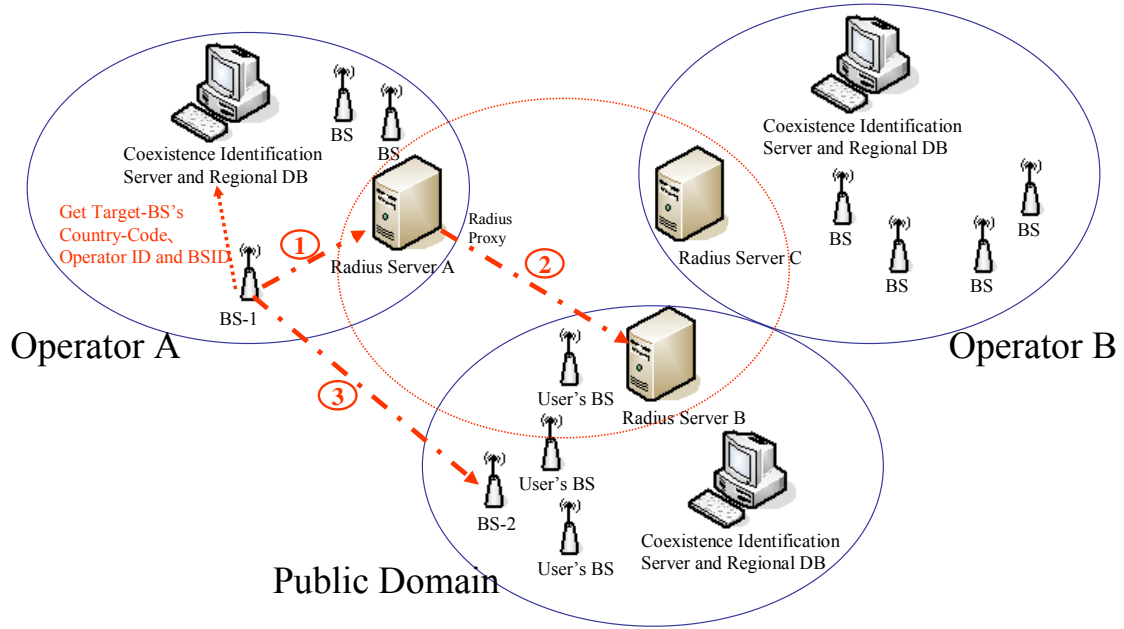 Coexistence Identification
Server and Regional DB
BS
BS
Get Target-BS's
Country-Code、
Operator ID and BSID
BS-1
1
Radius Server A
Radius
Proxy
2
3
Operator A
Coexistence Identification
Server and Regional DB
Radius Server C
BS
BS
BS
BS
Operator B
User's BS
Radius Server B
User's BS
BS-2
User's BS
Coexistence Identification
Server and Regional DB
Public Domain